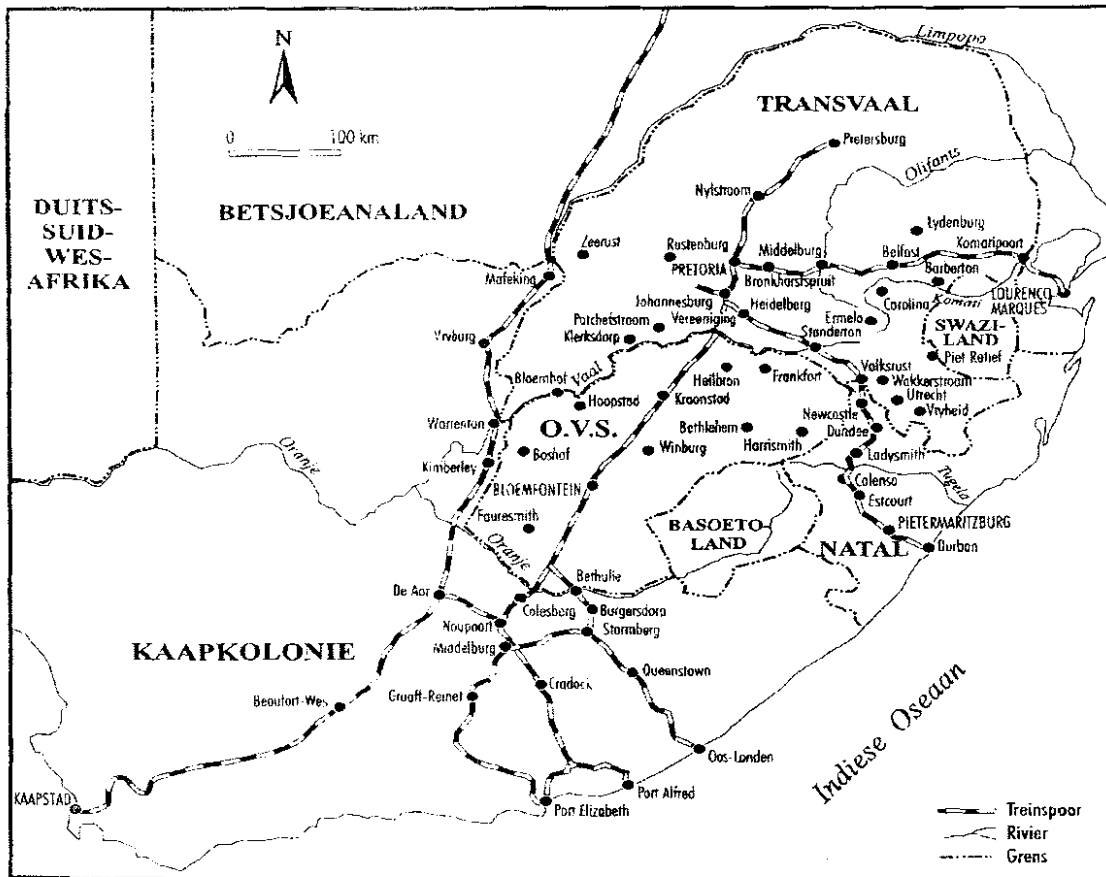 N
0 100 km
Limpopo
TRANSVAAL
Pietersburg
Olifants
Nylstroom
DUITS-
SUID-
WES-
AFRIKA
BETSJOEANALAND
Zeerust
Rustenburg
Middelburg
Lydenburg
Belfast
Komatipoort
PRETORIA
Mafeking
Bronkhorstspruit
Barberton
Johannesburg
Heidelberg
Carolina
Komati
LOURENCO
MARQUES
Potchefstroom
Vereeniging
Ermelo
SWAZI-
LAND
Klerksdorp
Standerton
Vryburg
Piet Retief
Bloemhof
Vaal
Heilbron
Frankfort
Volksrust
Wakkerstroom
Hoopstad
Kroonstad
Utrecht
Newcastle
Vryheid
Warrenton
O.V.S.
Bethlehem
Dundee
Oranje
Boshof
Winburg
Harrismith
Ladysmith
Kimberley
Tugela
BLOEMFONTEIN
Colenso
Estcourt
Fauresmith
BASOETO-
LAND
PIETERMARITZBURG
NATAL
Durban
Oranje
Bethulie
De Aar
Colesberg
Burgersdorp
Noupoort
Stormberg
KAAPKOLONIE
Middelburg
Queenstown
Cradock
Graaff-Reinet
Beaufort-Wes
Indiese Oseaan
Oos-Londen
KAAPSTAD
Port Alfred
Port Elizabeth
Treinspoor
Rivier
Grens